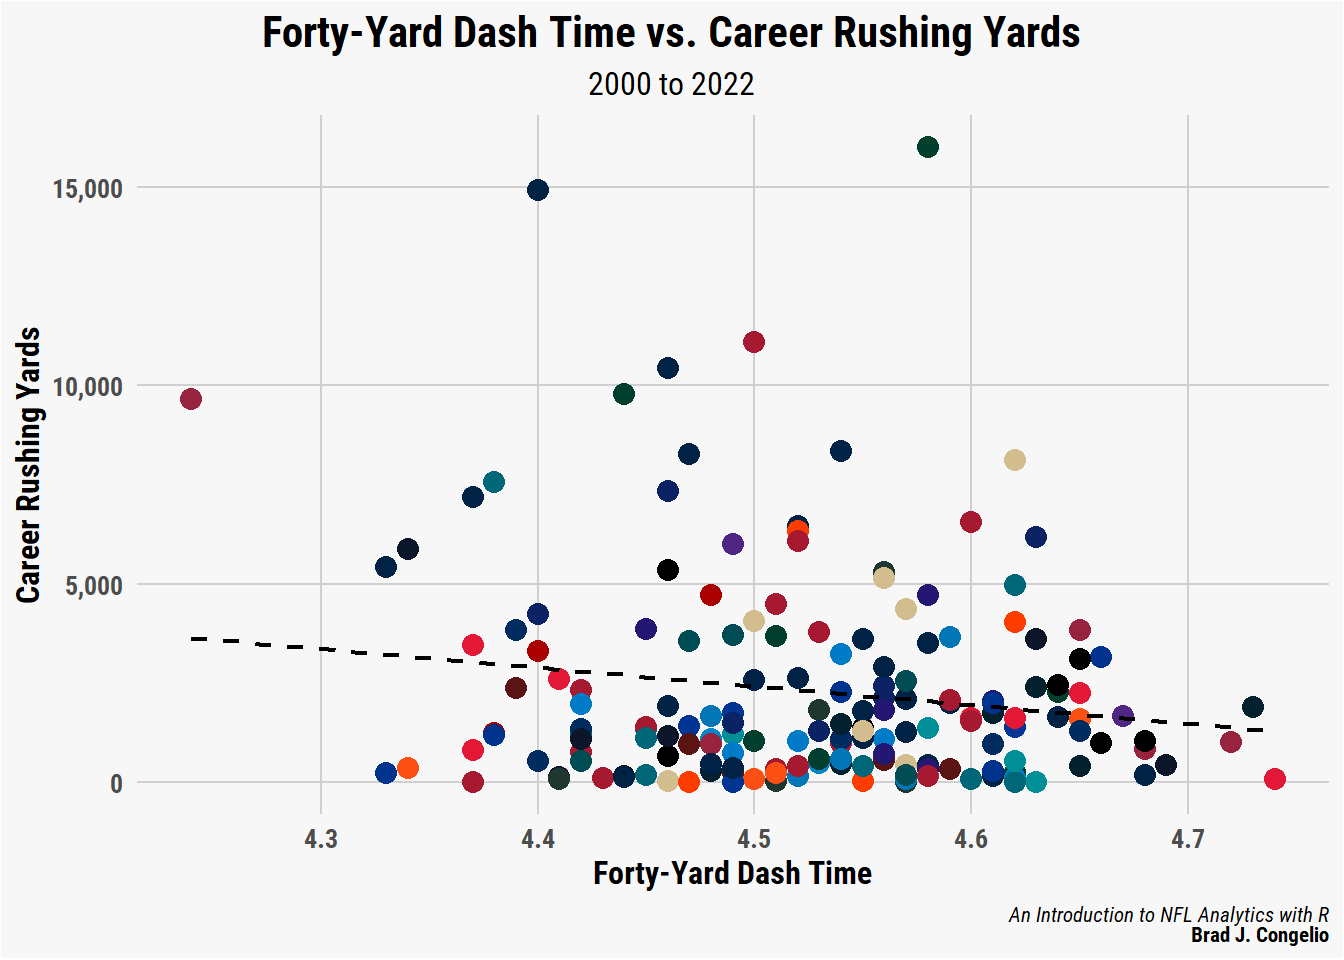 Forty-Yard Dash Time vs. Career Rushing Yards
2000 to 2022
Career Rushing Yards
15,000
10,000
5,000
0
4.3 4.4 4.5 4.6 4.7
Forty-Yard Dash Time
An Introduction to NFL Analytics with R
Brad J. Congelio